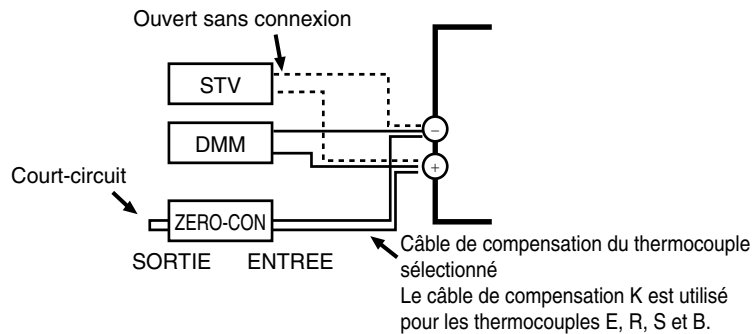 Ouvert sans connexion
STV
DMM
−
+
Court-circuit
ZERO-CON
SORTIE ENTREE
Câble de compensation du thermocouple
sélectionné
Le câble de compensation K est utilisé
pour les thermocouples E, R, S et B.